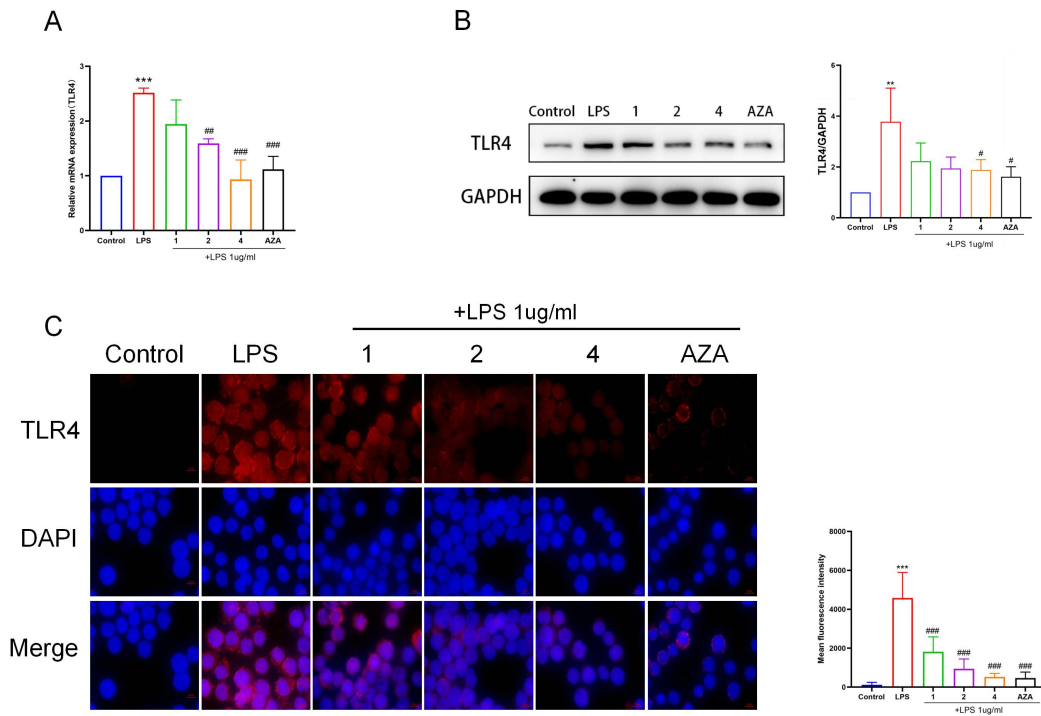 A
Relative mRNA expression(TLR4)
3
2
1
0
***
##
###
###
Control LPS 1 2 4 AZA
+LPS 1ug/ml
B
Control LPS 1 2 4 AZA
TLR4
GAPDH
TLR4/GAPDH
6
4
2
0
**
#
#
Control LPS 1 2 4 AZA
+LPS 1ug/ml
C
+LPS 1ug/ml
Control LPS 1 2 4 AZA
TLR4
DAPI
Merge
Mean fluorescence intensity
8000
6000
4000
2000
0
***
###
###
###
###
Control LPS 1 2 4 AZA
+LPS 1ug/ml